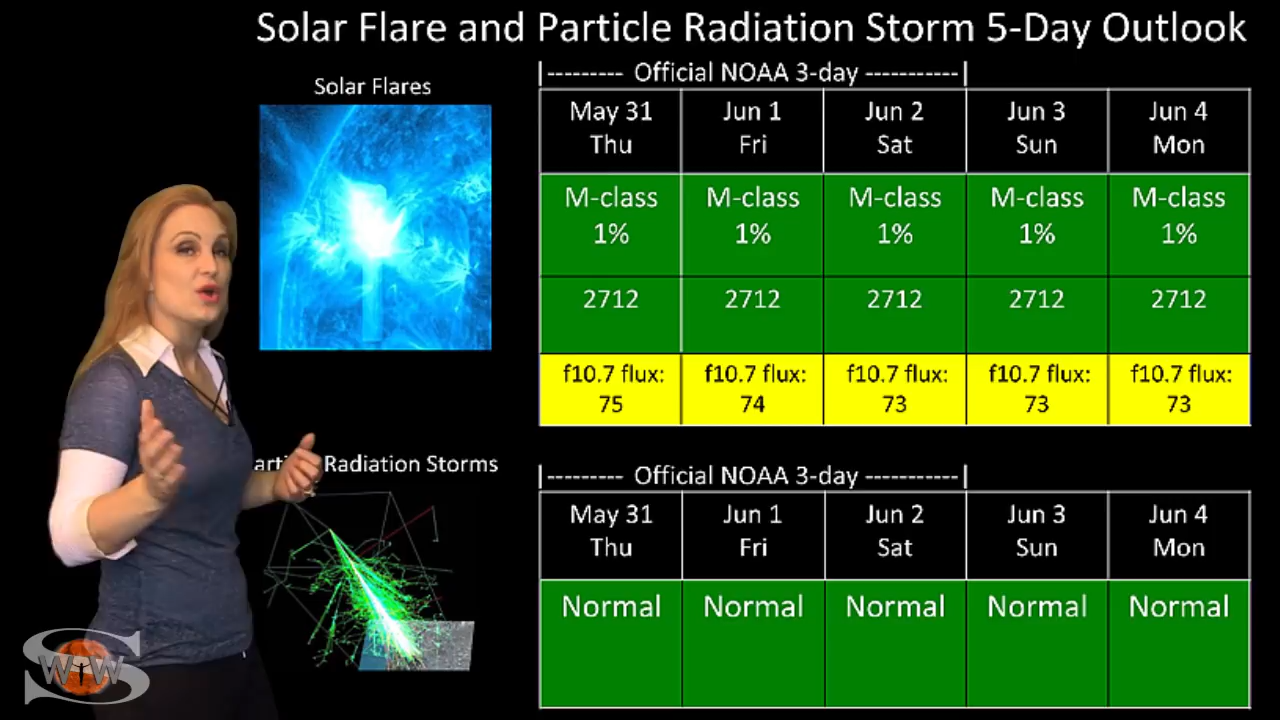 Solar Flare and Particle Radiation Storm 5-Day Outlook
Solar Flares
|--------- Official NOAA 3-day -----------|
May 31 Jun 1 Jun 2 Jun 3 Jun 4
Thu Fri Sat Sun Mon
M-class M-class M-class M-class M-class
1% 1% 1% 1% 1%
2712 2712 2712 2712 2712
f10.7 flux: f10.7 flux: f10.7 flux: f10.7 flux: f10.7 flux:
75 74 73 73 73
Radiation Storms
|--------- Official NOAA 3-day -----------|
May 31 Jun 1 Jun 2 Jun 3 Jun 4
Thu Fri Sat Sun Mon
Normal Normal Normal Normal Normal
S
WTW